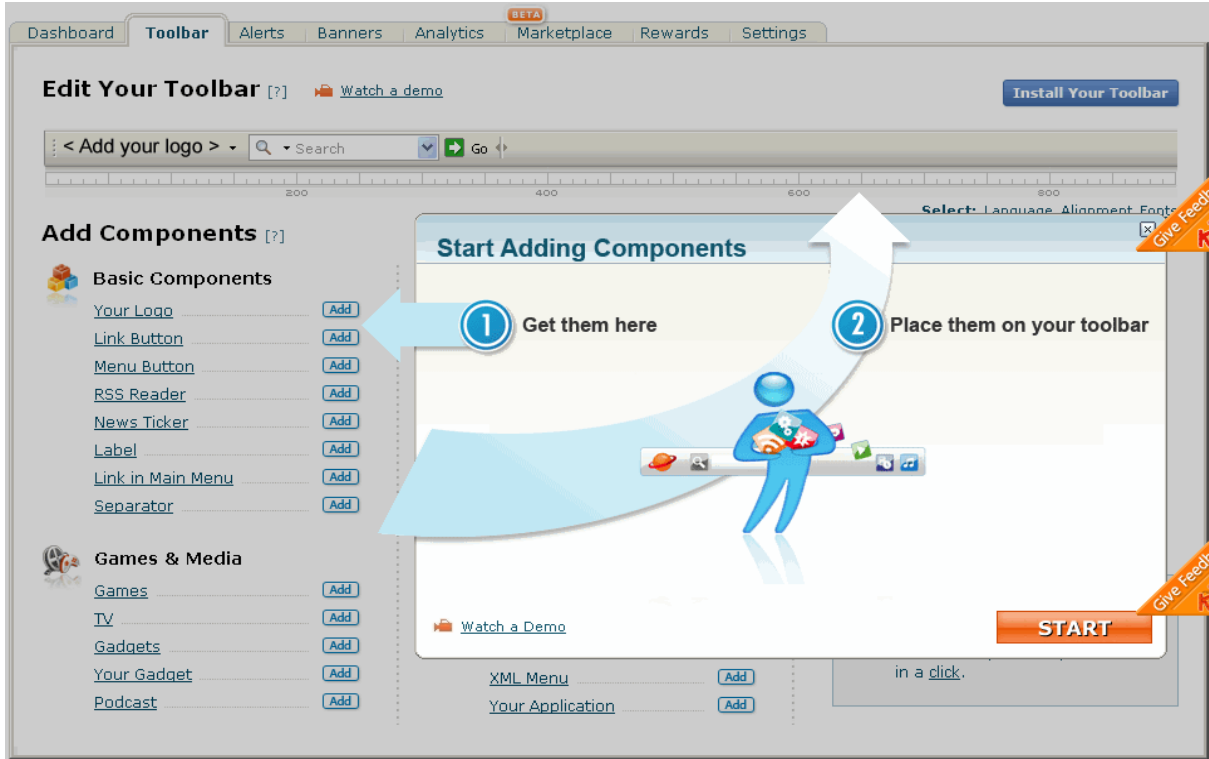 BETA
Dashboard Toolbar Alerts Banners Analytics Marketplace Rewards Settings
Edit Your Toolbar [?] Watch a demo Install Your Toolbar
< Add your logo > Search Go
200 400 600 800
Select: Language Alignment Fonts
Add Components [?]
Basic Components
Your Logo Add
Link Button Add
Menu Button Add
RSS Reader Add
News Ticker Add
Label Add
Link in Main Menu Add
Separator Add
Games & Media
Games Add
TV Add
Gadgets Add
Your Gadget Add
Podcast Add
Start Adding Components
1 Get them here
2 Place them on your toolbar
Watch a Demo START
XML Menu Add
Your Application Add
in a click.
Give Feedb
K
Give Feedb
K